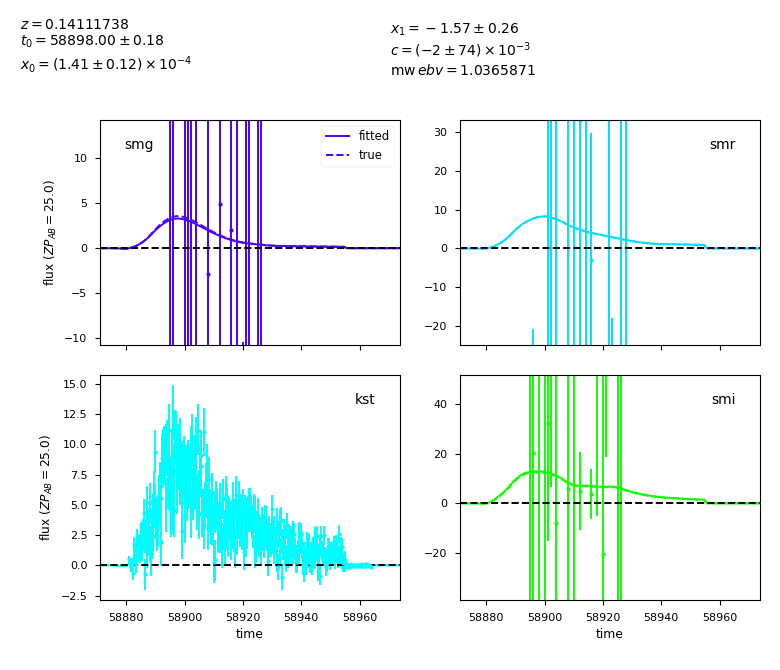 z = 0.14111738
t₀ = 58898.00 ± 0.18
x₀ = (1.41 ± 0.12) × 10⁻⁴
x₁ = −1.57 ± 0.26
c = (−2 ± 74) × 10⁻³
mw ebv = 1.0365871
flux (ZP_AB = 25.0)
10
5
0
−5
−10
smg
fitted
true
30
20
10
0
−10
−20
smr
flux (ZP_AB = 25.0)
15.0
12.5
10.0
7.5
5.0
2.5
0.0
−2.5
kst
58880 58900 58920 58940 58960
time
40
20
0
−20
smi
58880 58900 58920 58940 58960
time